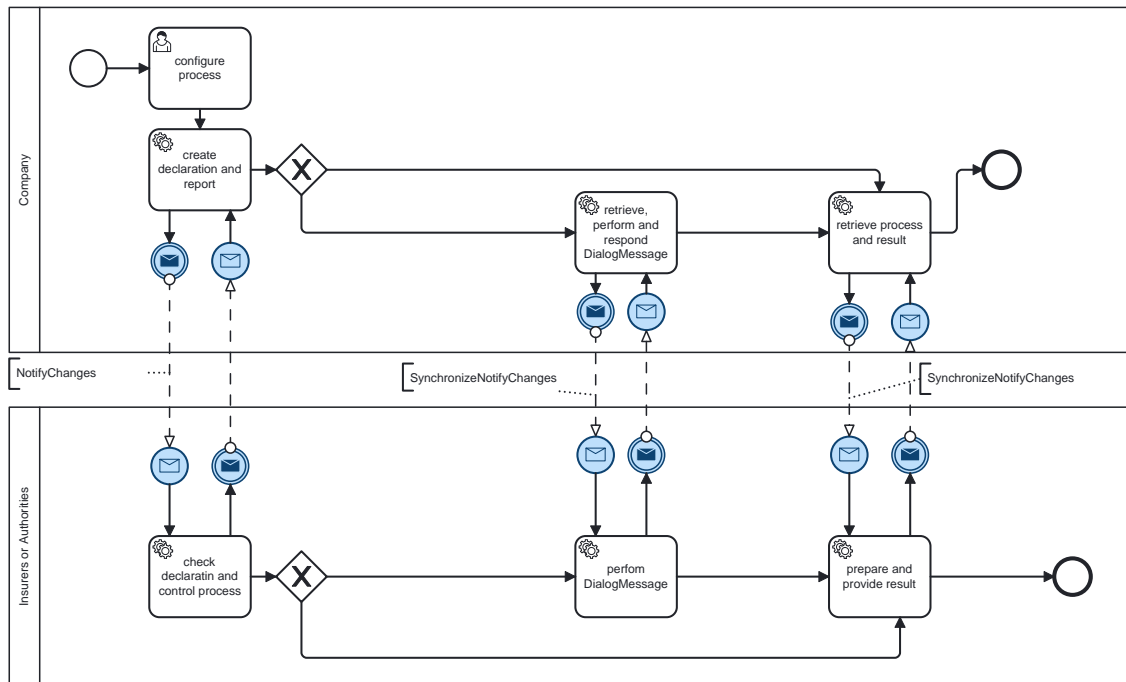 Company
configure
process
create
declaration and
report
retrieve,
perform and
respond
DialogMessage
retrieve process
and result
NotifyChanges
SynchronizeNotifyChanges
SynchronizeNotifyChanges
Insurers or Authorities
check
declaratin and
control process
perfom
DialogMessage
prepare and
provide result